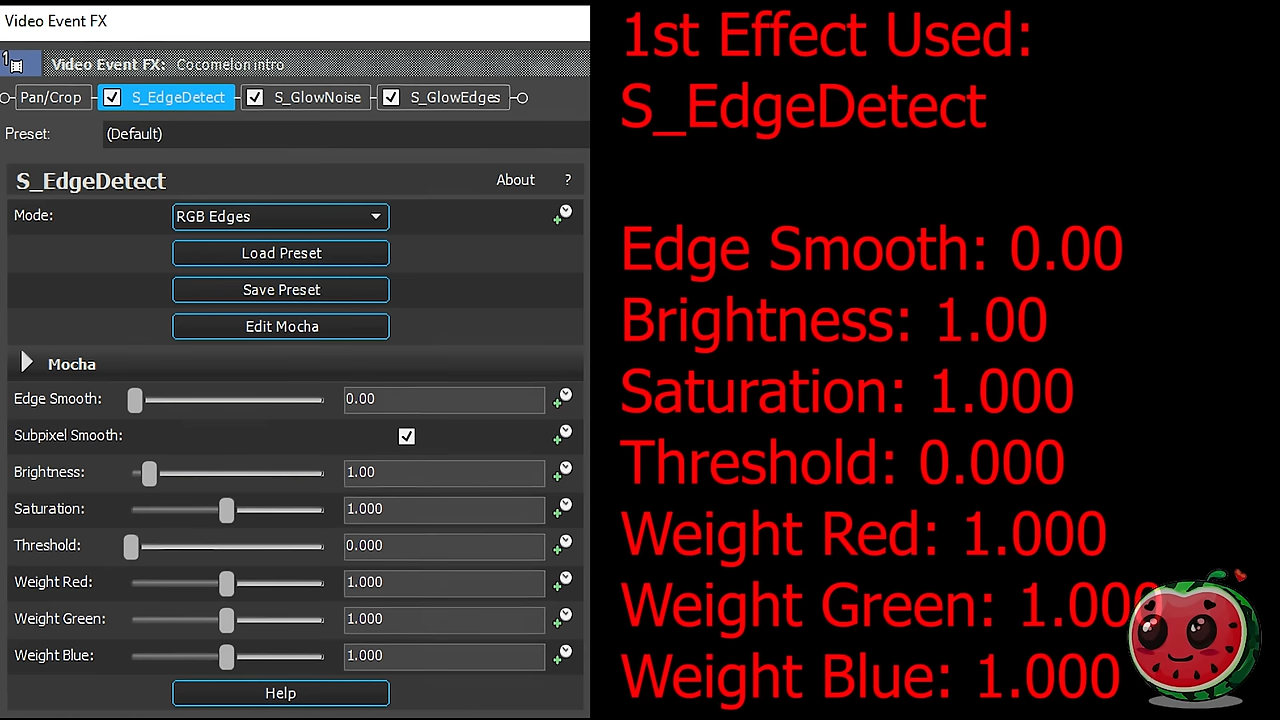 Video Event FX
1
Video Event FX: Cocomelon intro
Pan/Crop S_EdgeDetect S_GlowNoise S_GlowEdges
Preset: (Default)
S_EdgeDetect About ?
Mode: RGB Edges
Load Preset
Save Preset
Edit Mocha
Mocha
Edge Smooth: 0.00
Subpixel Smooth:
Brightness: 1.00
Saturation: 1.000
Threshold: 0.000
Weight Red: 1.000
Weight Green: 1.000
Weight Blue: 1.000
Help
1st Effect Used:
S_EdgeDetect
Edge Smooth: 0.00
Brightness: 1.00
Saturation: 1.000
Threshold: 0.000
Weight Red: 1.000
Weight Green: 1.000
Weight Blue: 1.000